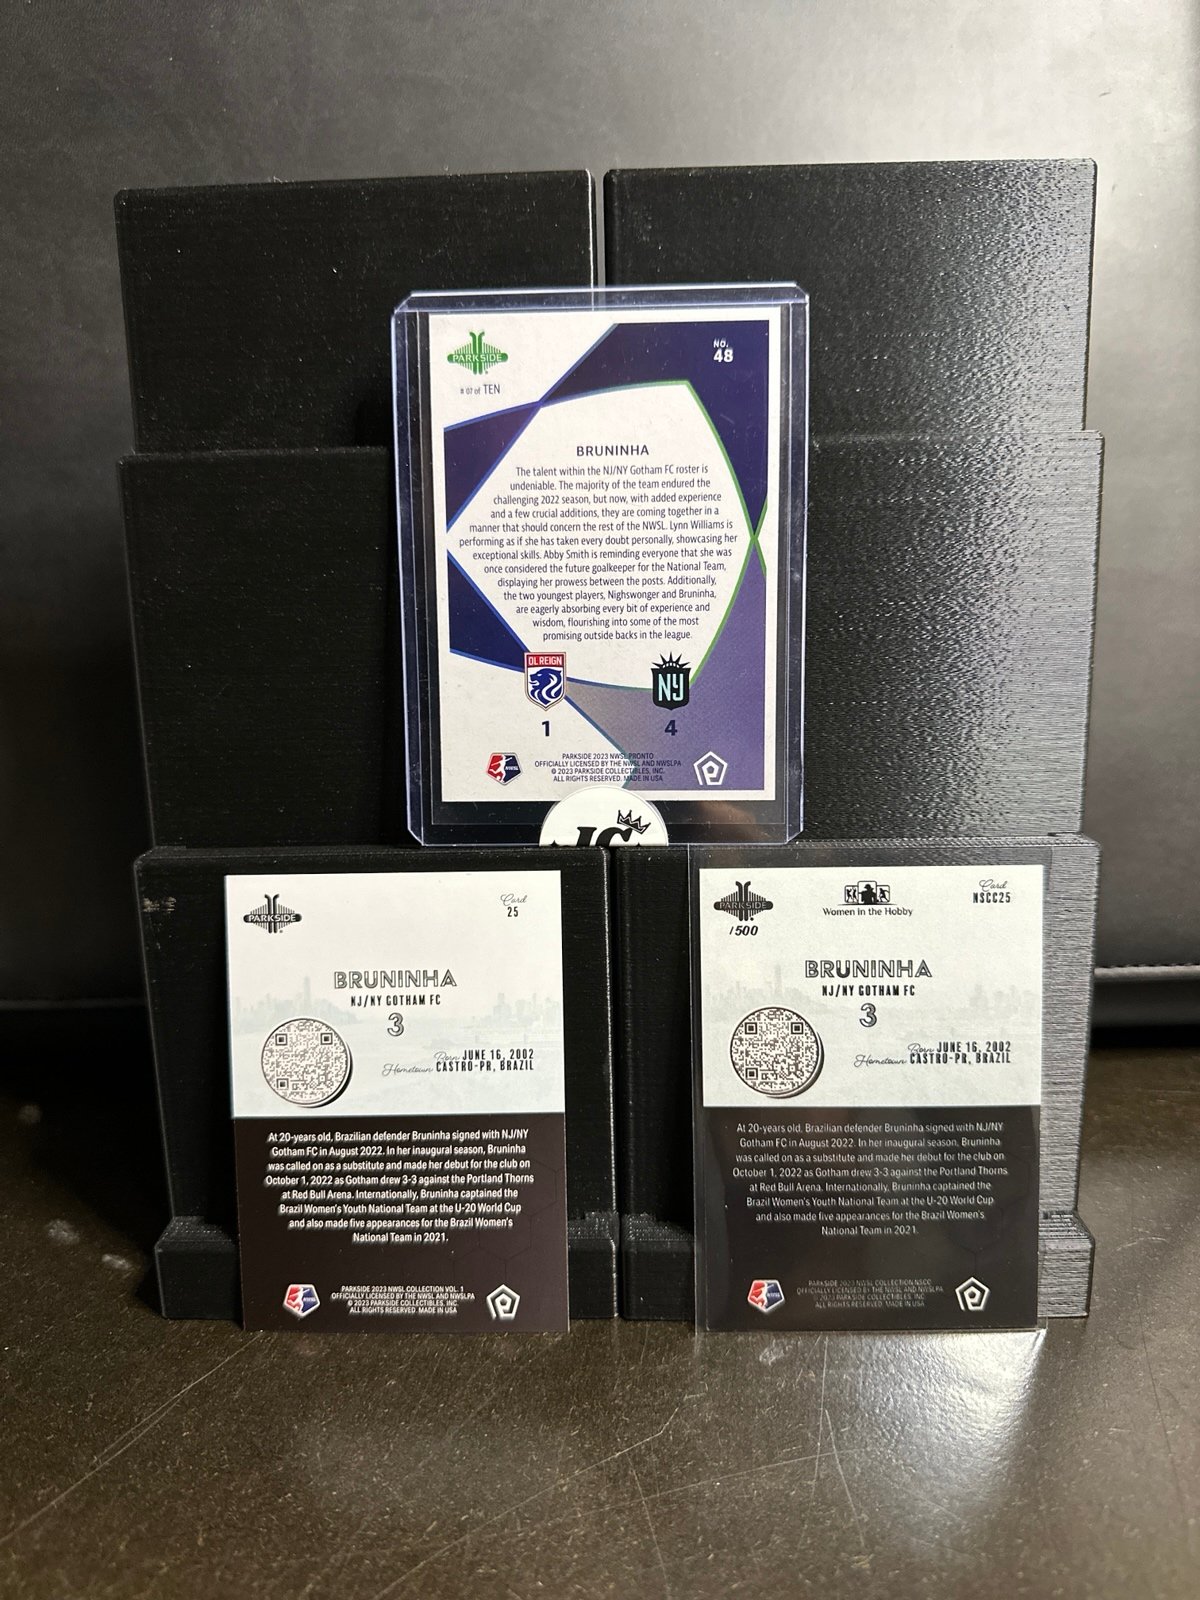 PARKSIDE
# 07 of TEN
NO.
48
BRUNINHA
The talent within the NJ/NY Gotham FC roster is
undeniable. The majority of the team endured the
challenging 2022 season, but now, with added experience
and a few crucial additions, they are coming together in a
manner that should concern the rest of the NWSL. Lynn Williams is
performing as if she has taken every doubt personally, showcasing her
exceptional skills. Abby Smith is reminding everyone that she was
once considered the future goalkeeper for the National Team,
displaying her prowess between the posts. Additionally,
the two youngest players, Nighswonger and Bruninha,
are eagerly absorbing every bit of experience and
wisdom, flourishing into some of the most
promising outside backs in the league.
OL REIGN
NY
1
4
NWSL
PARKSIDE 2023 NWSL PRONTO
OFFICIALLY LICENSED BY THE NWSL AND NWSLPA
© 2023 PARKSIDE COLLECTIBLES, INC.
ALL RIGHTS RESERVED. MADE IN USA
PARKSIDE
Card
25
BRUNINHA
NJ/NY GOTHAM FC
3
Born JUNE 16, 2002
Hometown CASTRO-PR, BRAZIL
At 20-years old, Brazilian defender Bruninha signed with NJ/NY
Gotham FC in August 2022. In her inaugural season, Bruninha
was called on as a substitute and made her debut for the club on
October 1, 2022 as Gotham drew 3-3 against the Portland Thorns
at Red Bull Arena. Internationally, Bruninha captained the
Brazil Women's Youth National Team at the U-20 World Cup
and also made five appearances for the Brazil Women's
National Team in 2021.
NWSL
PARKSIDE 2023 NWSL COLLECTION VOL. 1
OFFICIALLY LICENSED BY THE NWSL AND NWSLPA
© 2023 PARKSIDE COLLECTIBLES, INC.
ALL RIGHTS RESERVED. MADE IN USA
PARKSIDE
/500
Women in the Hobby
Card
NSCC25
BRUNINHA
NJ/NY GOTHAM FC
3
Born JUNE 16, 2002
Hometown CASTRO-PR, BRAZIL
At 20-years old, Brazilian defender Bruninha signed with NJ/NY
Gotham FC in August 2022. In her inaugural season, Bruninha
was called on as a substitute and made her debut for the club on
October 1, 2022 as Gotham drew 3-3 against the Portland Thorns
at Red Bull Arena. Internationally, Bruninha captained the
Brazil Women's Youth National Team at the U-20 World Cup
and also made five appearances for the Brazil Women's
National Team in 2021.
NWSL
PARKSIDE 2023 NWSL COLLECTION NSCC
OFFICIALLY LICENSED BY THE NWSL AND NWSLPA
© 2023 PARKSIDE COLLECTIBLES, INC
ALL RIGHTS RESERVED. MADE IN USA